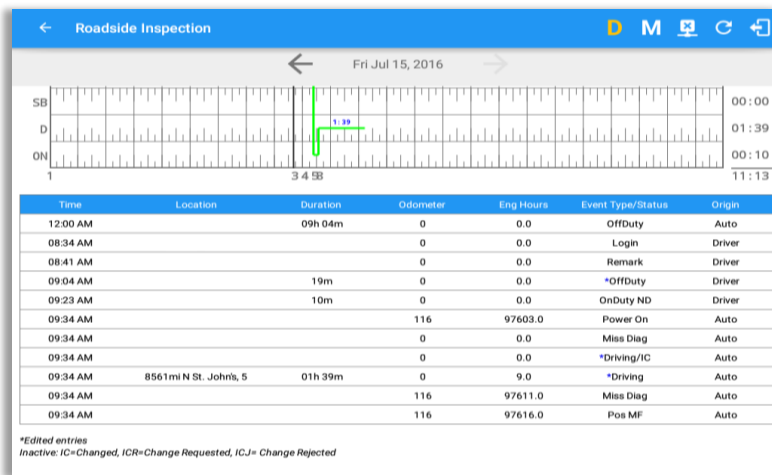 Roadside Inspection D M
Fri Jul 15, 2016
SB 00:00
D 1:39 01:39
ON 00:10
1 3 4 11:13
Time Location Duration Odometer Eng Hours Event Type/Status Origin
12:00 AM 09h 04m 0 0.0 OffDuty Auto
08:34 AM 0 0.0 Login Driver
08:41 AM 0 0.0 Remark Driver
09:04 AM 19m 0 0.0 *OffDuty Driver
09:23 AM 10m 0 0.0 OnDuty ND Driver
09:34 AM 116 97603.0 Power On Auto
09:34 AM 0 0.0 Miss Diag Auto
09:34 AM 0 0.0 *Driving/IC Auto
09:34 AM 8561mi N St. John's, 5 01h 39m 0 9.0 *Driving Auto
09:34 AM 116 97611.0 Miss Diag Auto
09:34 AM 116 97616.0 Pos MF Auto
*Edited entries
Inactive: IC=Changed, ICR=Change Requested, ICJ= Change Rejected